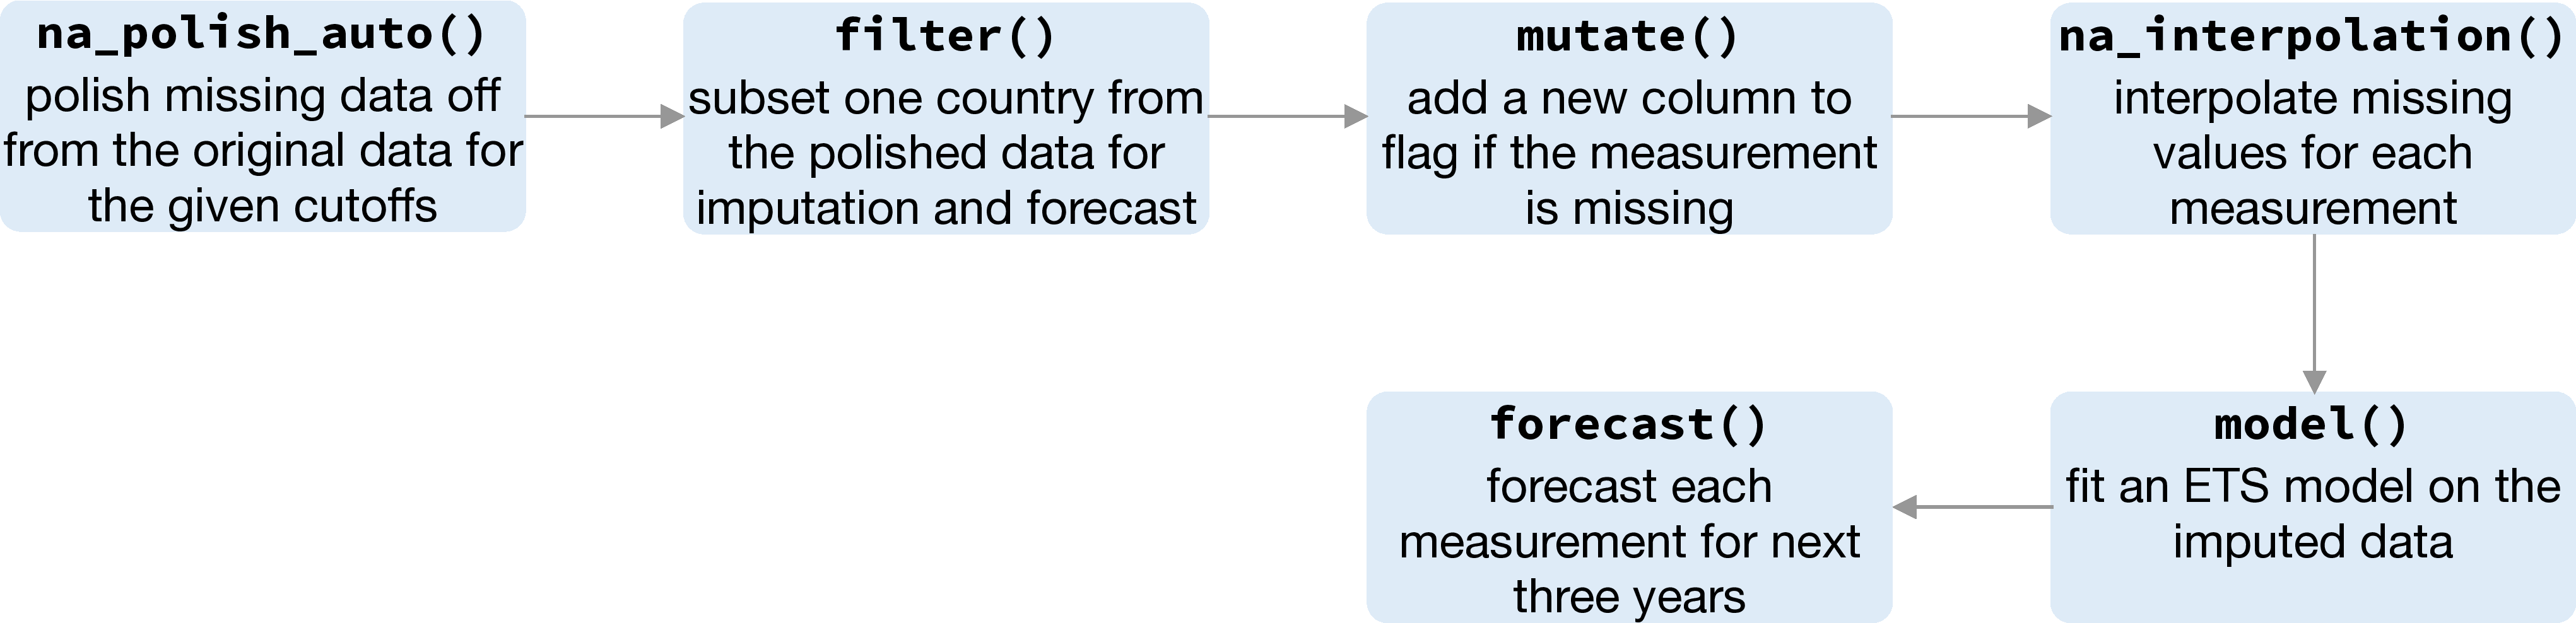 na_polish_auto()
polish missing data off
from the original data for
the given cutoffs
filter()
subset one country from
the polished data for
imputation and forecast
mutate()
add a new column to
flag if the measurement
is missing
na_interpolation()
interpolate missing
values for each
measurement
model()
fit an ETS model on the
imputed data
forecast()
forecast each
measurement for next
three years